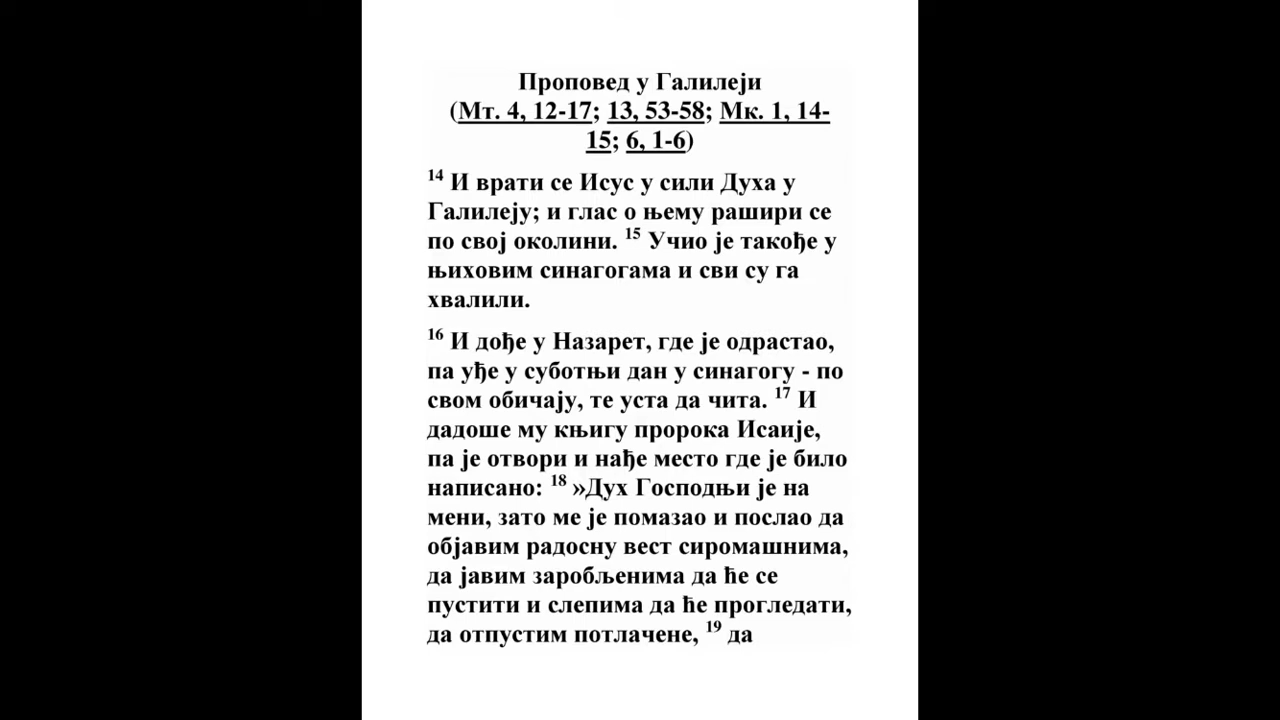 Проповед у Галилеји
(Мт. 4, 12-17; 13, 53-58; Мк. 1, 14-
15; 6, 1-6)
14 И врати се Исус у сили Духа у
Галилеју; и глас о њему рашири се
по свој околини. 15 Учио је такође у
њиховим синагогама и сви су га
хвалили.
16 И дође у Назарет, где је одрастао,
па уђе у суботњи дан у синагогу - по
свом обичају, те уста да чита. 17 И
дадоше му књигу пророка Исаије,
па је отвори и нађе место где је било
написано: 18 »Дух Господњи је на
мени, зато ме је помазао и послао да
објавим радосну вест сиромашнима,
да јавим заробљенима да ће се
пустити и слепима да ће прогледати,
да отпустим потлачене, 19 да